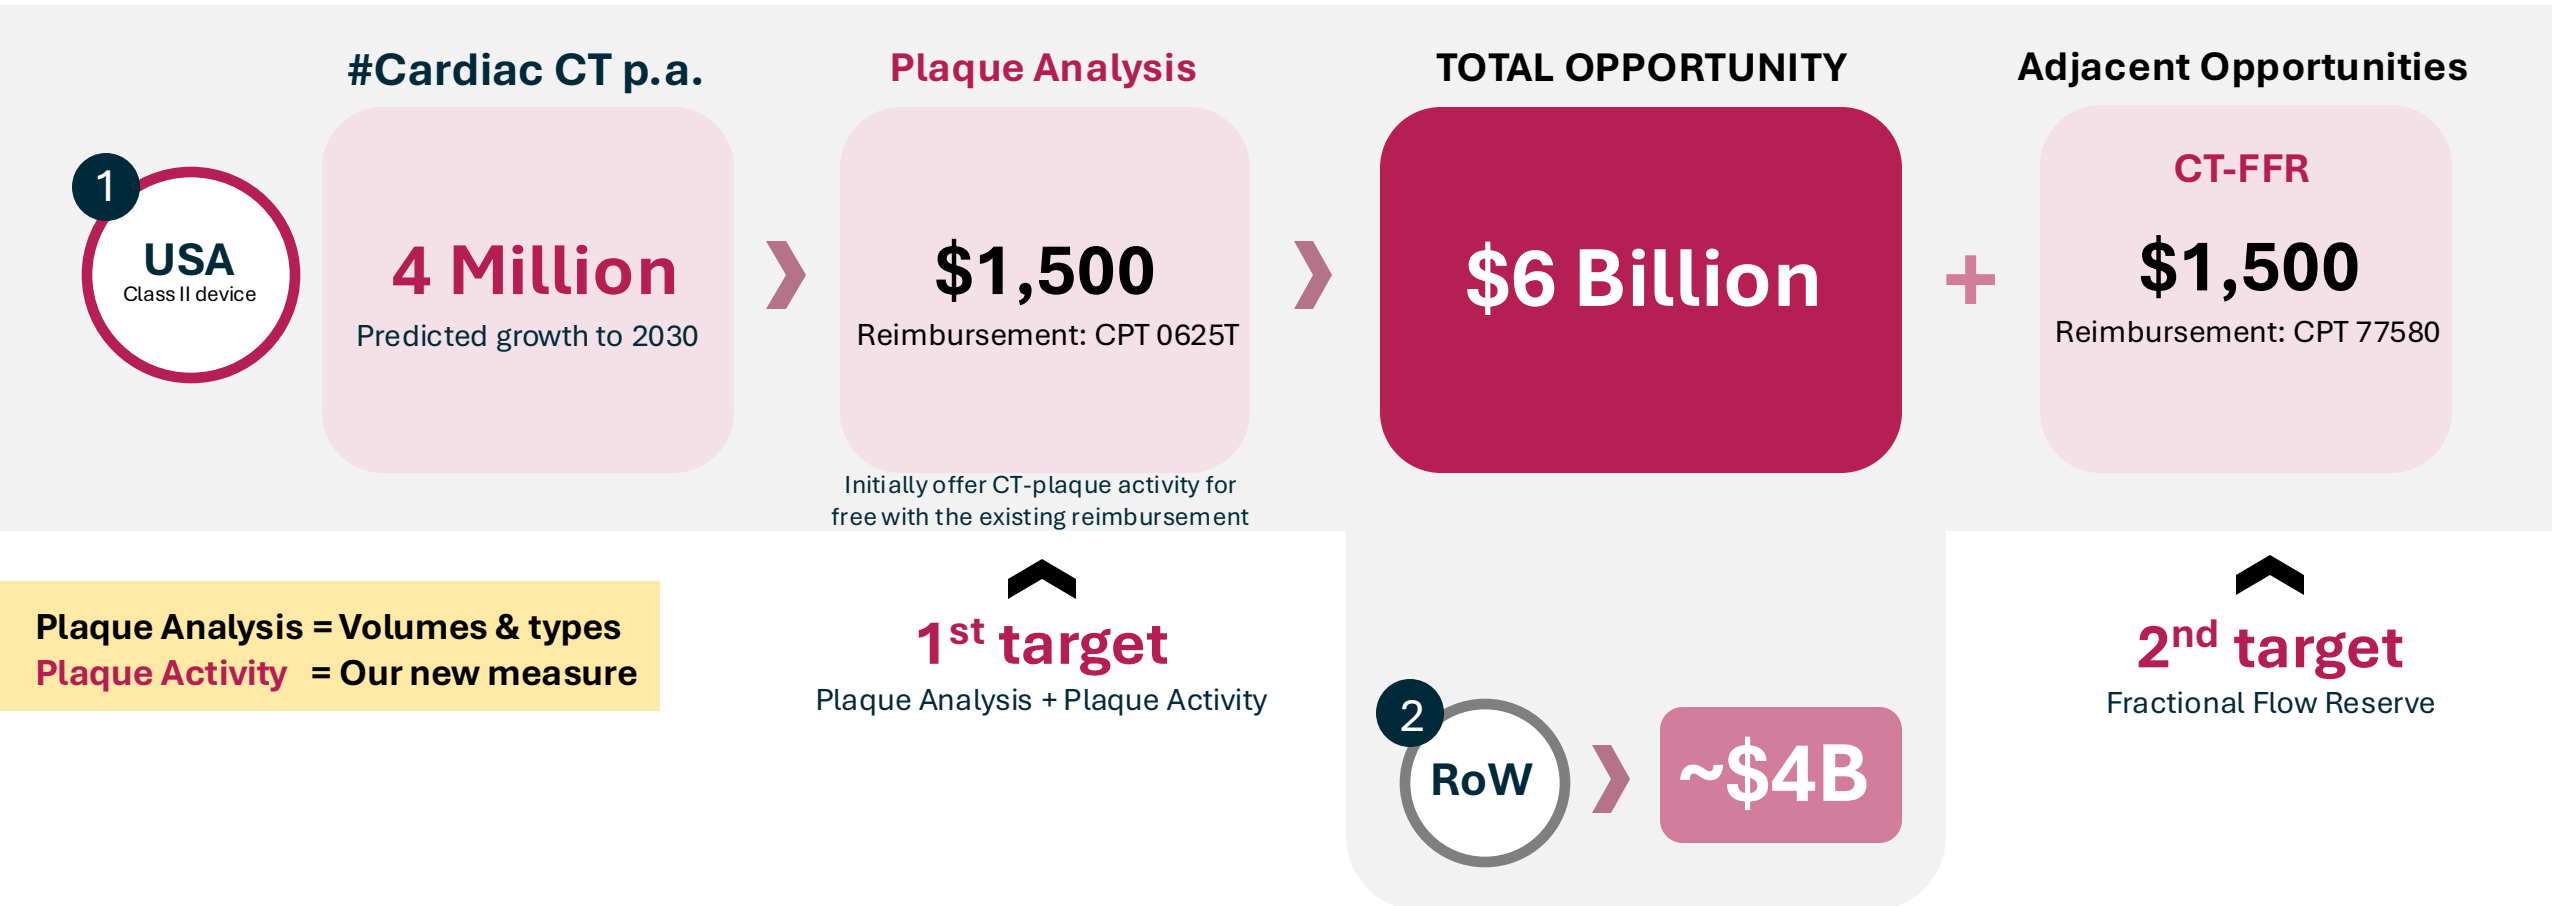 #Cardiac CT p.a.
Plaque Analysis
TOTAL OPPORTUNITY
Adjacent Opportunities
1
USA
Class II device
4 Million
Predicted growth to 2030
$1,500
Reimbursement: CPT 0625T
$6 Billion
+
CT-FFR
$1,500
Reimbursement: CPT 77580
Initially offer CT-plaque activity for
free with the existing reimbursement
Plaque Analysis = Volumes & types
Plaque Activity = Our new measure
1st target
Plaque Analysis + Plaque Activity
2nd target
Fractional Flow Reserve
2
RoW
~$4B